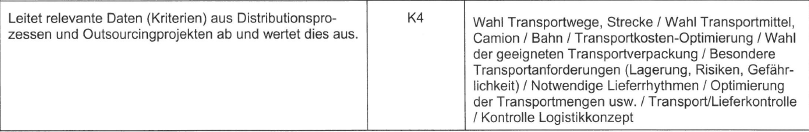 Leitet relevante Daten (Kriterien) aus Distributionspro-
zessen und Outsourcingprojekten ab und wertet dies aus.
K4
Wahl Transportwege, Strecke / Wahl Transportmittel,
Camion / Bahn / Transportkosten-Optimierung / Wahl
der geeigneten Transportverpackung / Besondere
Transportanforderungen (Lagerung, Risiken, Gefähr-
lichkeit) / Notwendige Lieferrhythmen / Optimierung
der Transportmengen usw. / Transport/Lieferkontrolle
/ Kontrolle Logistikkonzept